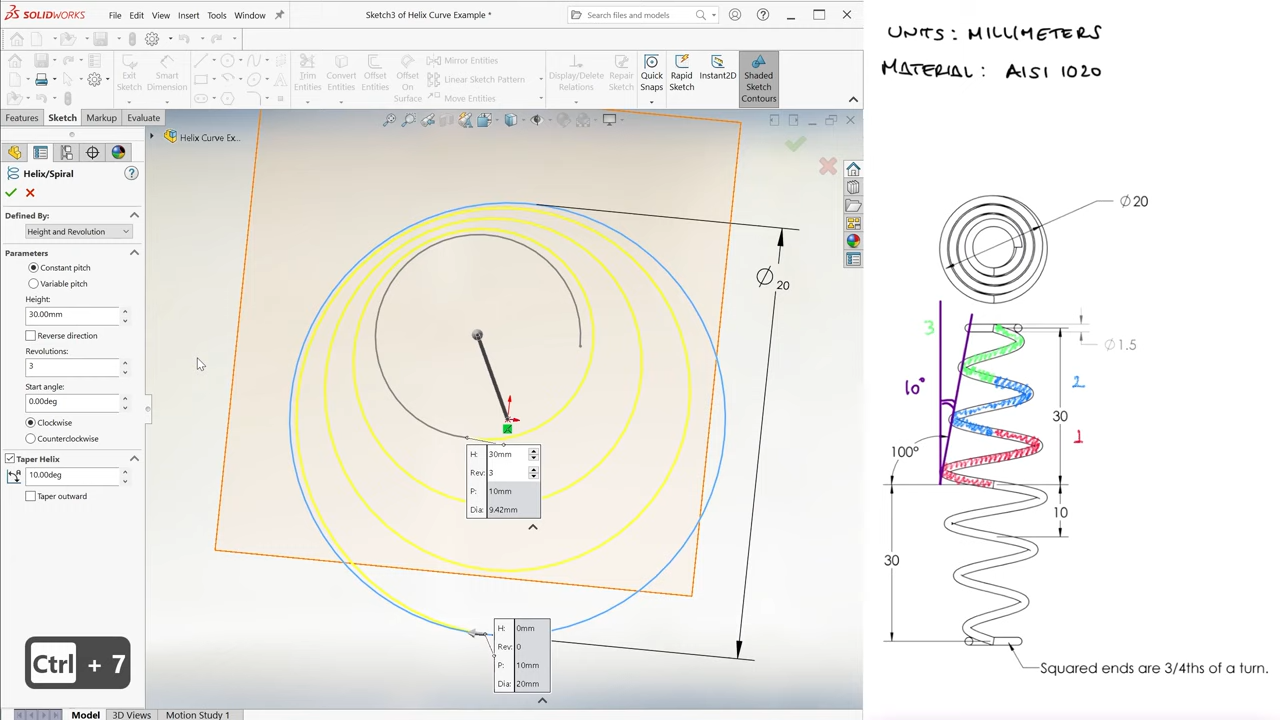 SOLIDWORKS
File
Edit
View
Insert
Tools
Window
Sketch3 of Helix Curve Example *
Search files and models
Exit Sketch
Smart Dimension
Trim Entities
Convert Entities
Offset Entities
Offset On Surface
Mirror Entities
Linear Sketch Pattern
Move Entities
Display/Delete Relations
Repair Sketch
Quick Snaps
Rapid Sketch
Instant2D
Shaded Sketch Contours
Features
Sketch
Markup
Evaluate
Helix Curve Ex...
Helix/Spiral
Defined By:
Height and Revolution
Parameters
Constant pitch
Variable pitch
Height:
30.00mm
Reverse direction
Revolutions:
3
Start angle:
0.00deg
Clockwise
Counterclockwise
Taper Helix
10.00deg
Taper outward
Ø20
H: 30mm
Rev: 3
P: 10mm
Dia: 9.42mm
H: 0mm
Rev: 0
P: 10mm
Dia: 20mm
Ctrl + 7
Model
3D Views
Motion Study 1
UNITS: MILLIMETERS
MATERIAL: AISI 1020
Ø20
3
Ø1.5
10°
2
30
1
100°
10
30
Squared ends are 3/4ths of a turn.